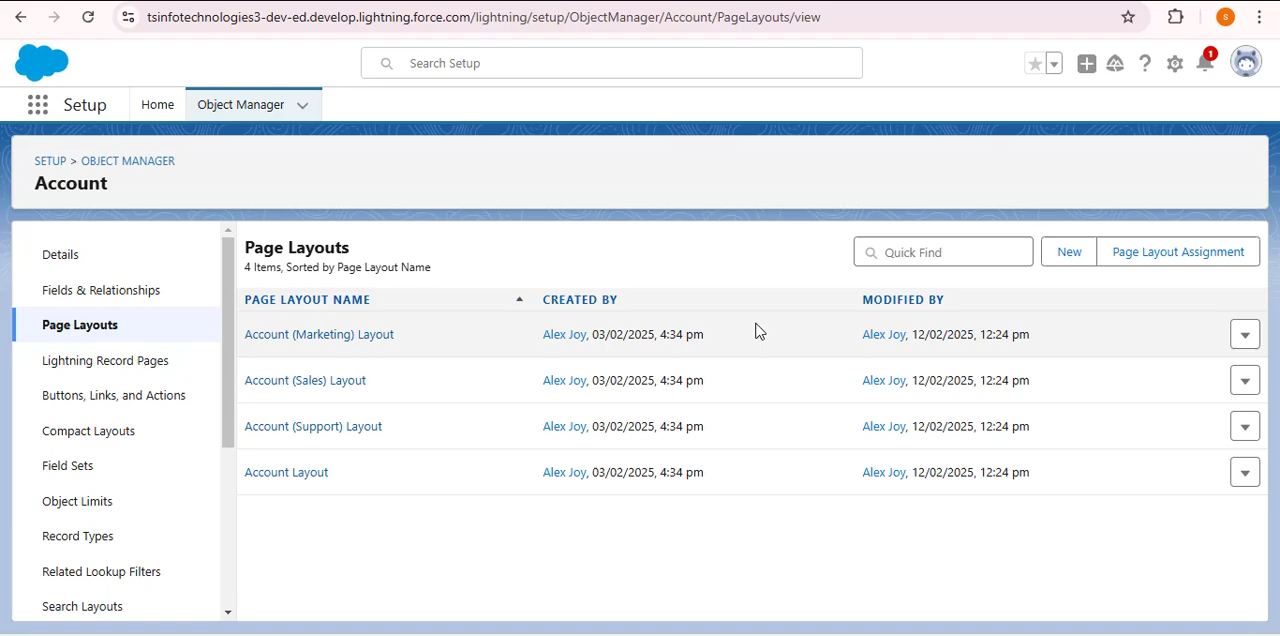 tsinfotechnologies3-dev-ed.develop.lightning.force.com/lightning/setup/ObjectManager/Account/PageLayouts/view
S
Search Setup
1
Setup
Home
Object Manager
SETUP > OBJECT MANAGER
Account
Details
Fields & Relationships
Page Layouts
Lightning Record Pages
Buttons, Links, and Actions
Compact Layouts
Field Sets
Object Limits
Record Types
Related Lookup Filters
Search Layouts
Page Layouts
4 Items, Sorted by Page Layout Name
Quick Find
New
Page Layout Assignment
PAGE LAYOUT NAME CREATED BY MODIFIED BY
Account (Marketing) Layout Alex Joy, 03/02/2025, 4:34 pm Alex Joy, 12/02/2025, 12:24 pm
Account (Sales) Layout Alex Joy, 03/02/2025, 4:34 pm Alex Joy, 12/02/2025, 12:24 pm
Account (Support) Layout Alex Joy, 03/02/2025, 4:34 pm Alex Joy, 12/02/2025, 12:24 pm
Account Layout Alex Joy, 03/02/2025, 4:34 pm Alex Joy, 12/02/2025, 12:24 pm